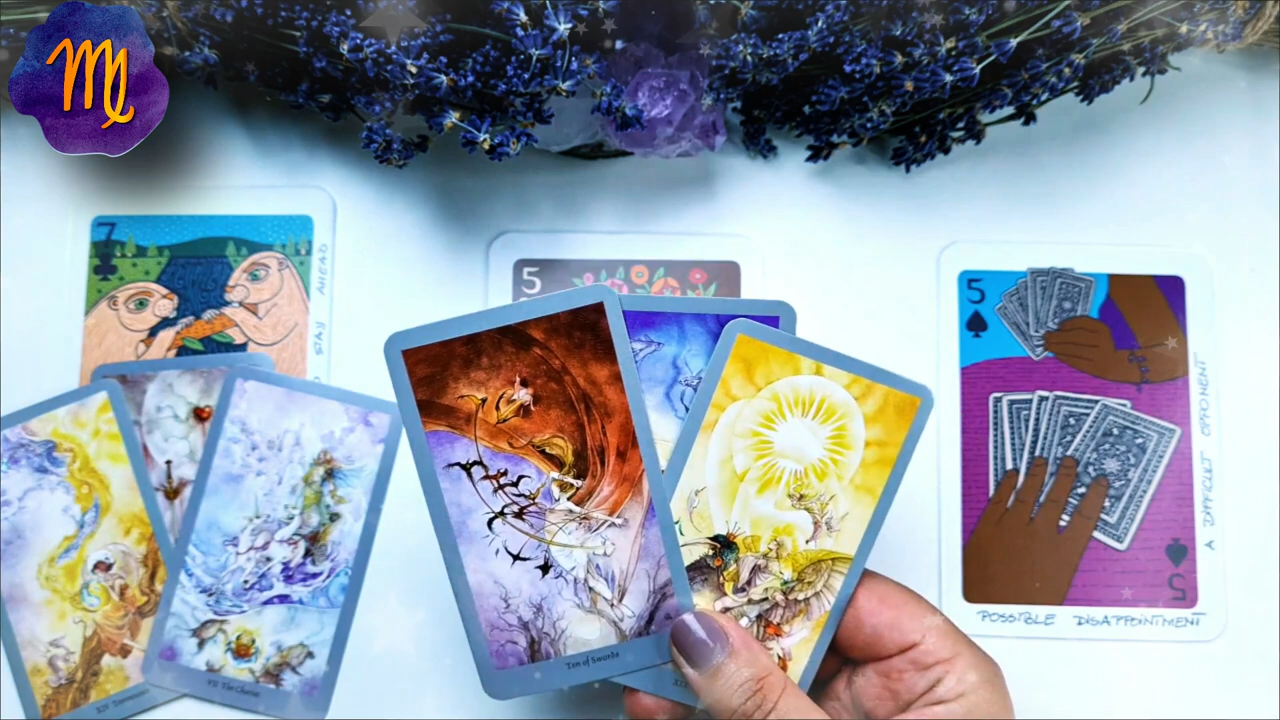 7
STAY AHEAD
5
5
A DIFFICULT OPPONENT
5
POSSIBLE DISAPPOINTMENT
Ten of Swords
VII The Chariot
XIV Temperance